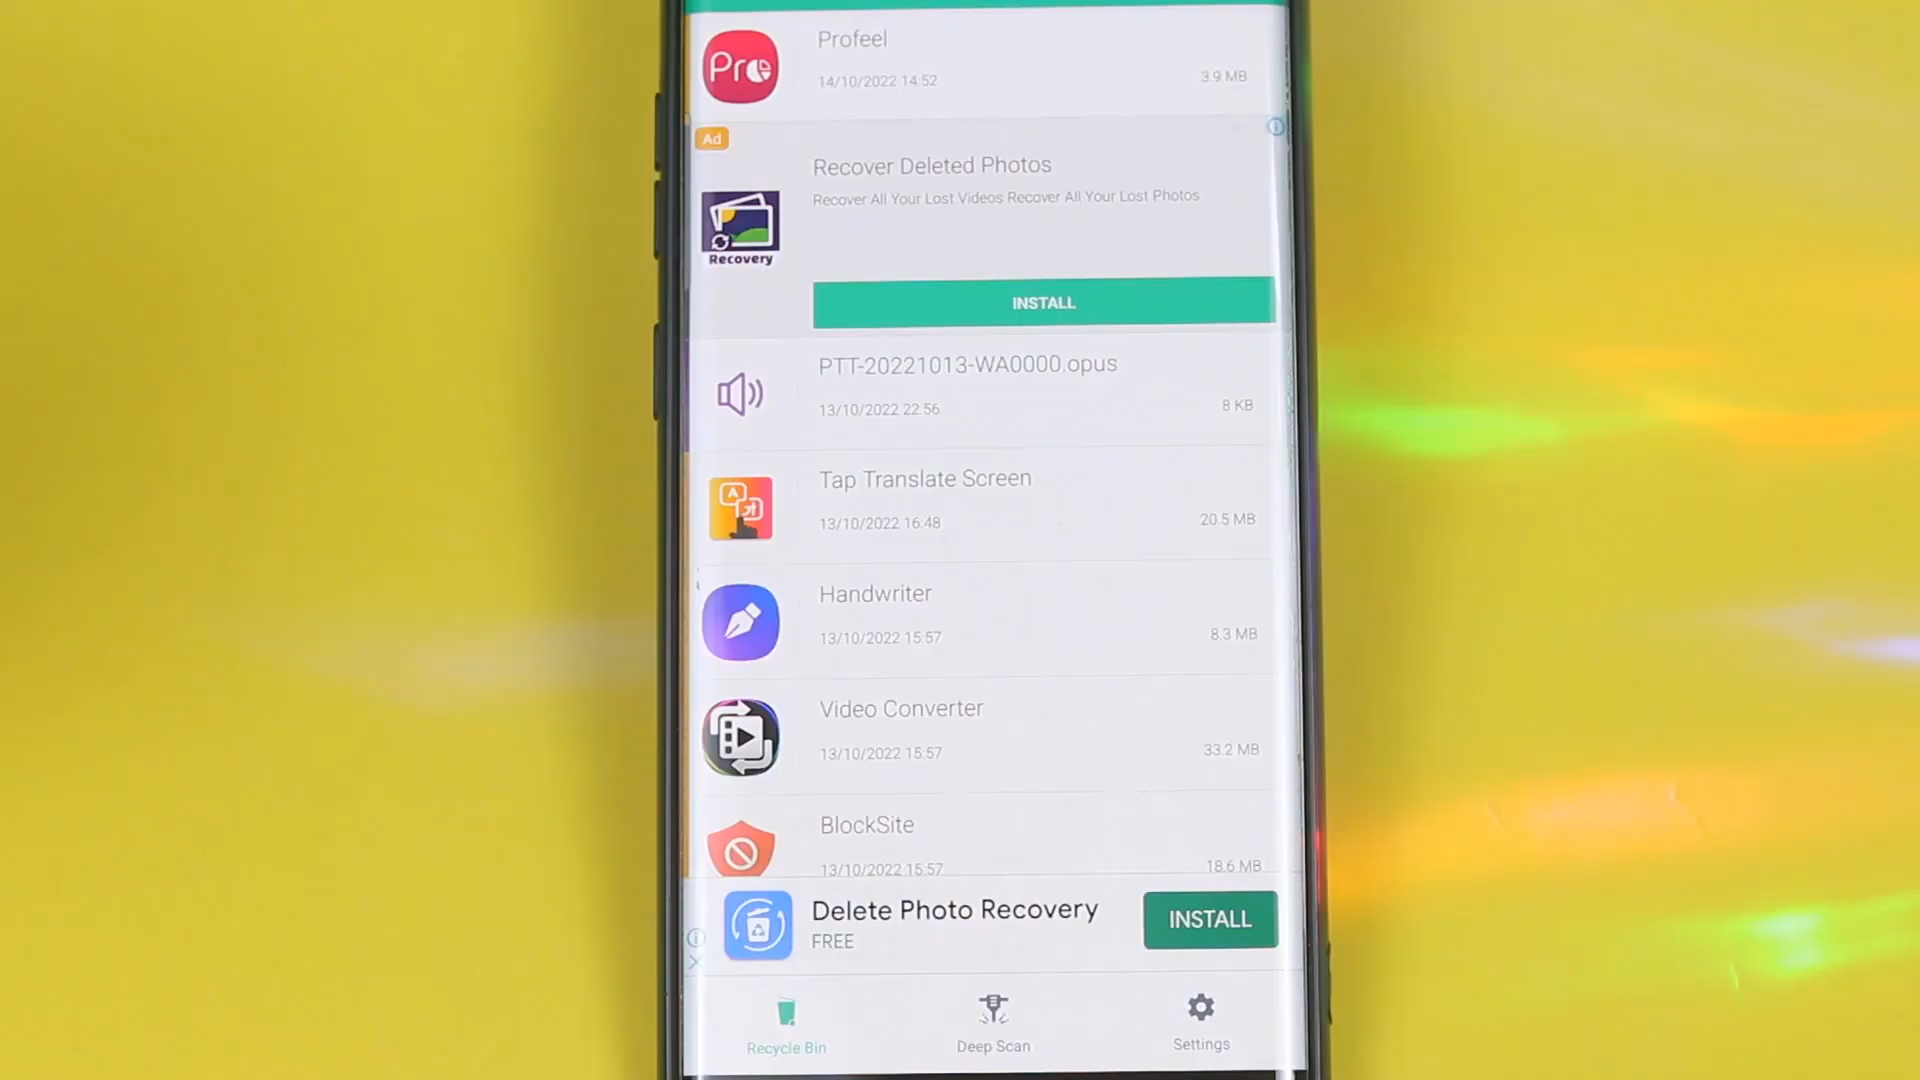 Pro
Profeel
14/10/2022 14:52
3.9 MB
Ad
Recover Deleted Photos
Recover All Your Lost Videos Recover All Your Lost Photos
Recovery
INSTALL
PTT-20221013-WA0000.opus
13/10/2022 22:56
8 KB
A
Tap Translate Screen
13/10/2022 16:48
20.5 MB
Handwriter
13/10/2022 15:57
8.3 MB
Video Converter
13/10/2022 15:57
33.2 MB
BlockSite
13/10/2022 15:57
18.6 MB
Delete Photo Recovery
FREE
INSTALL
Recycle Bin
Deep Scan
Settings